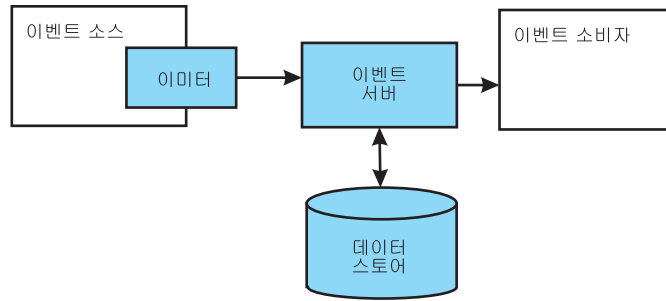 이벤트 소스
이미터
이벤트
서버
이벤트 소비자
데이터
스토어